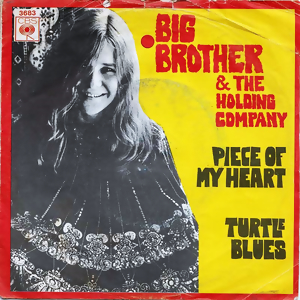 3683
CBS
BIG
BROTHER
& THE
HOLDING
COMPANY
PIECE OF
MY HEART
TURTLE
BLUES